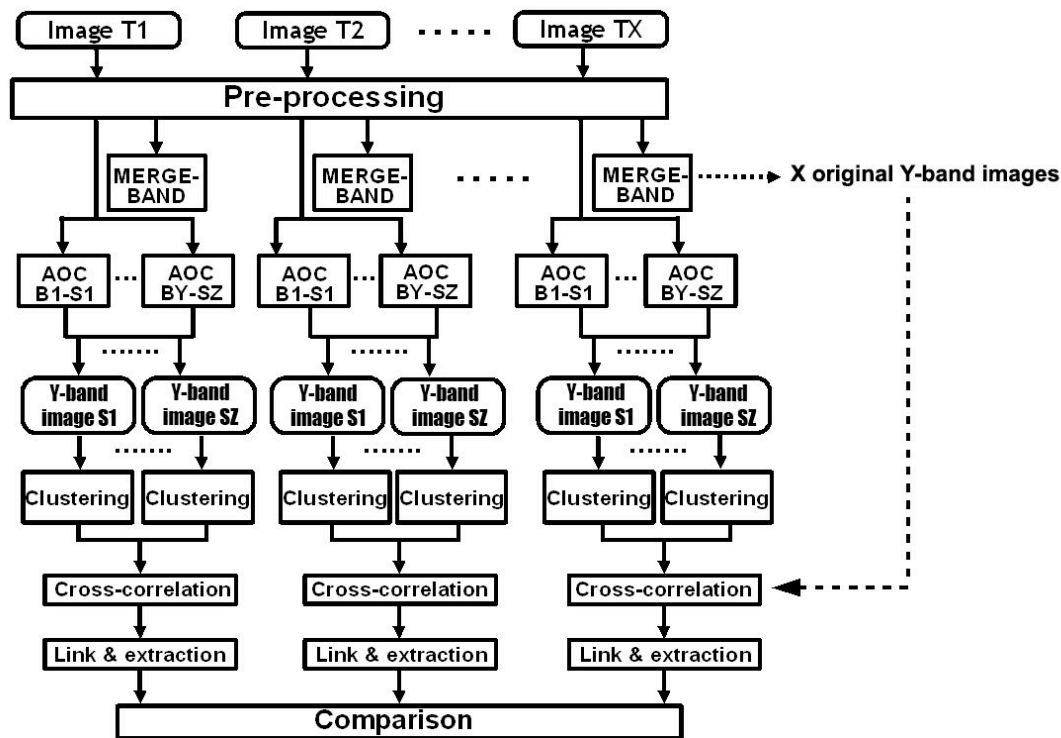 Image T1
Image T2
.....
Image TX
Pre-processing
MERGE-
BAND
MERGE-
BAND
.....
MERGE-
BAND
X original Y-band images
AOC
B1-S1
...
AOC
BY-SZ
AOC
B1-S1
...
AOC
BY-SZ
AOC
B1-S1
...
AOC
BY-SZ
.......
.......
.......
Y-band
image S1
Y-band
image SZ
Y-band
image S1
Y-band
image SZ
Y-band
image S1
Y-band
image SZ
.......
.......
.......
Clustering
Clustering
Clustering
Clustering
Clustering
Clustering
Cross-correlation
Cross-correlation
Cross-correlation
Link & extraction
Link & extraction
Link & extraction
Comparison